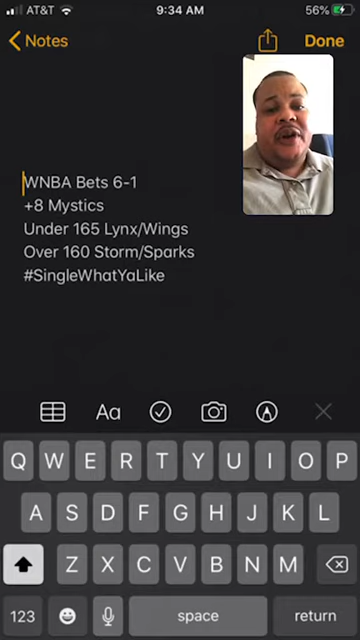 AT&T 9:34 AM 56%
Notes Done
WNBA Bets 6-1
+8 Mystics
Under 165 Lynx/Wings
Over 160 Storm/Sparks
#SingleWhatYaLike
Aa
Q W E R T Y U I O P
A S D F G H J K L
Z X C V B N M
123 space return